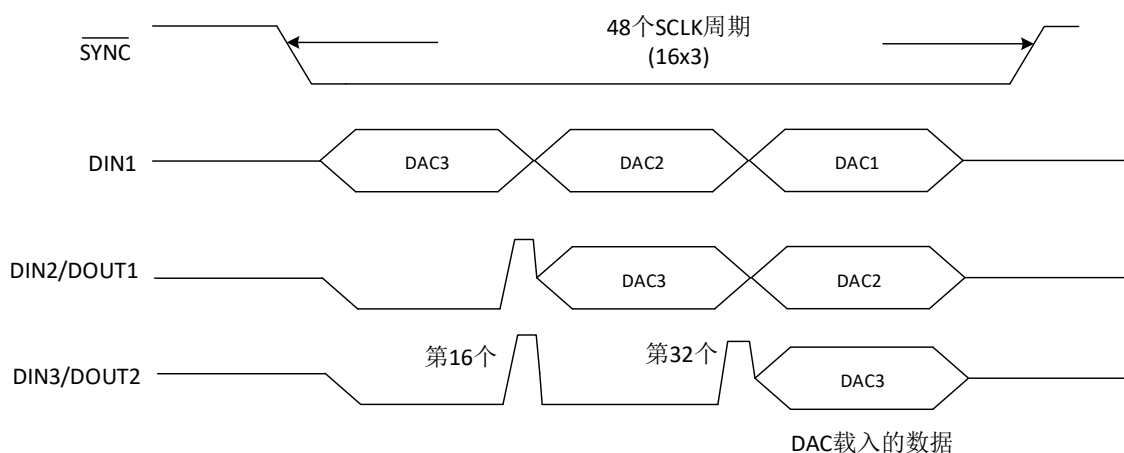 48个SCLK周期
SYNC
(16x3)
DIN1
DAC3
DAC2
DAC1
DIN2/DOUT1
DAC3
DAC2
第16个
第32个
DIN3/DOUT2
DAC3
DAC载入的数据